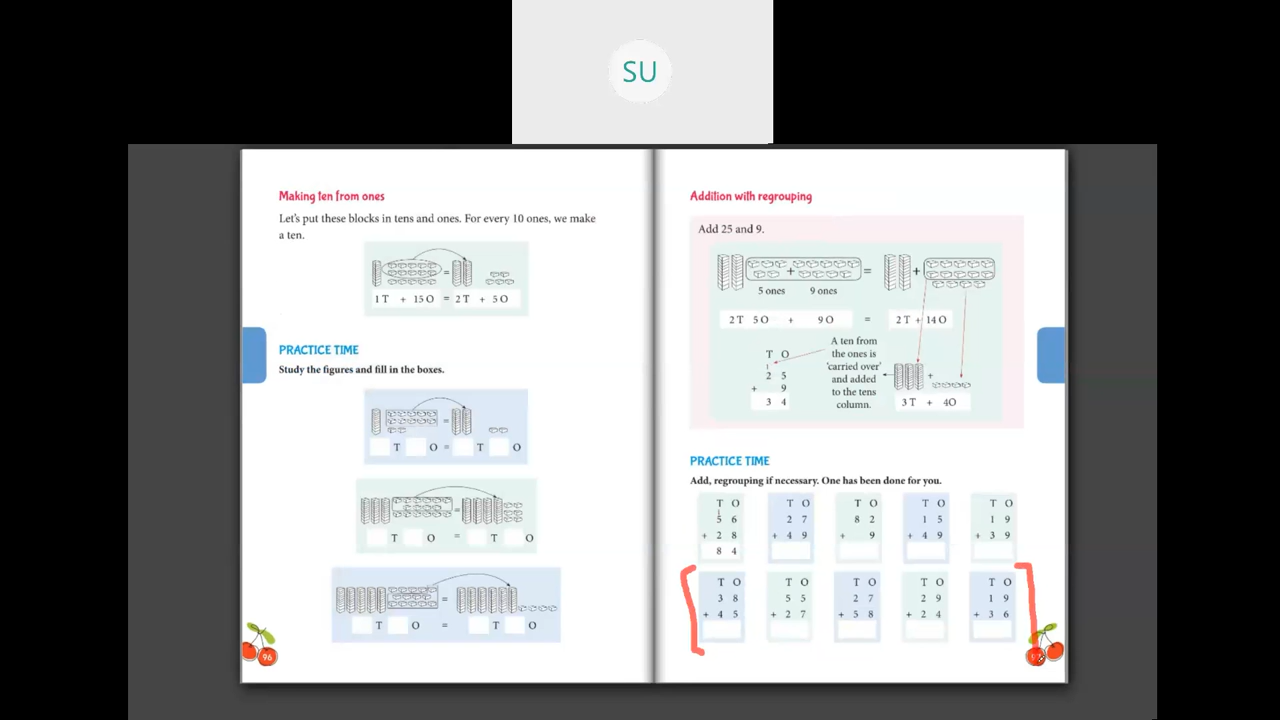 SU
Making ten from ones
Let's put these blocks in tens and ones. For every 10 ones, we make
a ten.
=
1 T + 15 O = 2 T + 5 O
PRACTICE TIME
Study the figures and fill in the boxes.
=
T O = T O
=
T O = T O
=
T O = T O
96
Addition with regrouping
Add 25 and 9.
+ = +
5 ones 9 ones
2 T 5 O + 9 O = 2 T + 14 O
T O
1
2 5
+ 9
3 4
A ten from
the ones is
'carried over'
and added
to the tens
column.
+
3 T + 4O
PRACTICE TIME
Add, regrouping if necessary. One has been done for you.
T O T O T O T O T O
1
5 6 2 7 8 2 1 5 1 9
+ 2 8 + 4 9 + 9 + 4 9 + 3 9
8 4
T O T O T O T O T O
3 8 5 5 2 7 2 9 1 9
+ 4 5 + 2 7 + 5 8 + 2 4 + 3 6